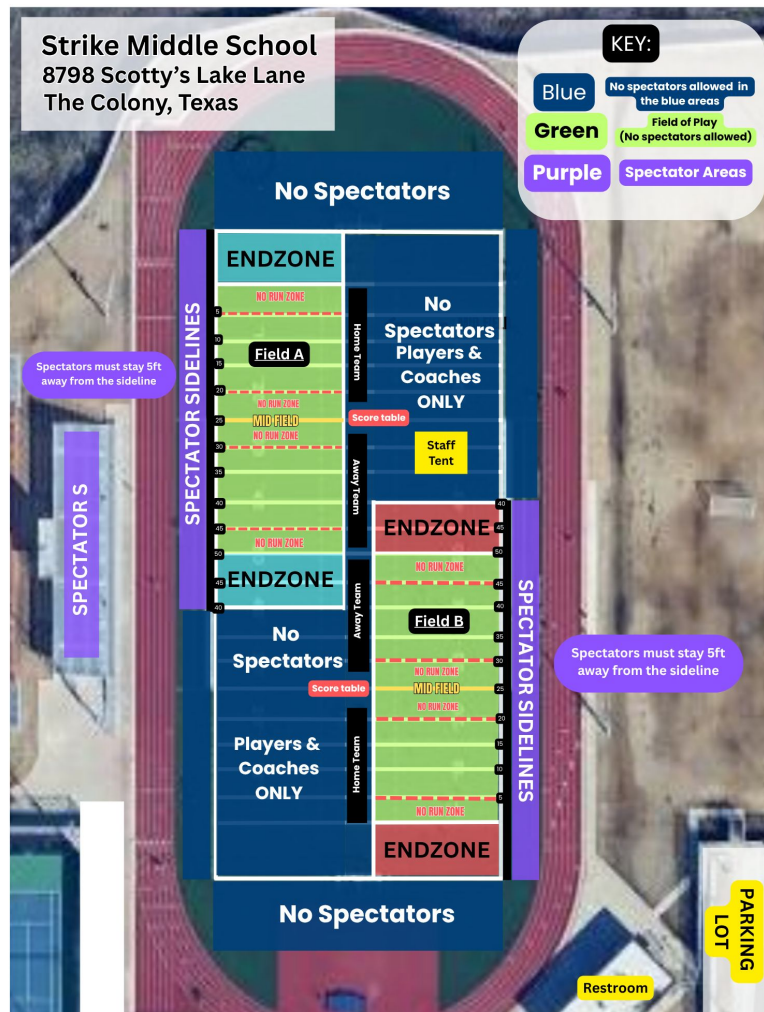 Strike Middle School
8798 Scotty's Lake Lane
The Colony, Texas
KEY:
Blue
No spectators allowed in
the blue areas
Green
Field of Play
(No spectators allowed)
Purple
Spectator Areas
No Spectators
SPECTATOR SIDELINES
Spectators must stay 5ft
away from the sideline
SPECTATOR S
ENDZONE
NO RUN ZONE
5
10
Field A
15
20
NO RUN ZONE
25
MID FIELD
NO RUN ZONE
30
35
40
45
NO RUN ZONE
50
ENDZONE
45
40
Home Team
Score table
Away Team
No
Spectators
Players &
Coaches
ONLY
Staff
Tent
Away Team
Score table
Home Team
No
Spectators
Players &
Coaches
ONLY
40
ENDZONE
45
50
NO RUN ZONE
45
40
Field B
35
30
NO RUN ZONE
MID FIELD
25
NO RUN ZONE
20
15
10
5
NO RUN ZONE
ENDZONE
SPECTATOR SIDELINES
Spectators must stay 5ft
away from the sideline
No Spectators
PARKING
LOT
Restroom